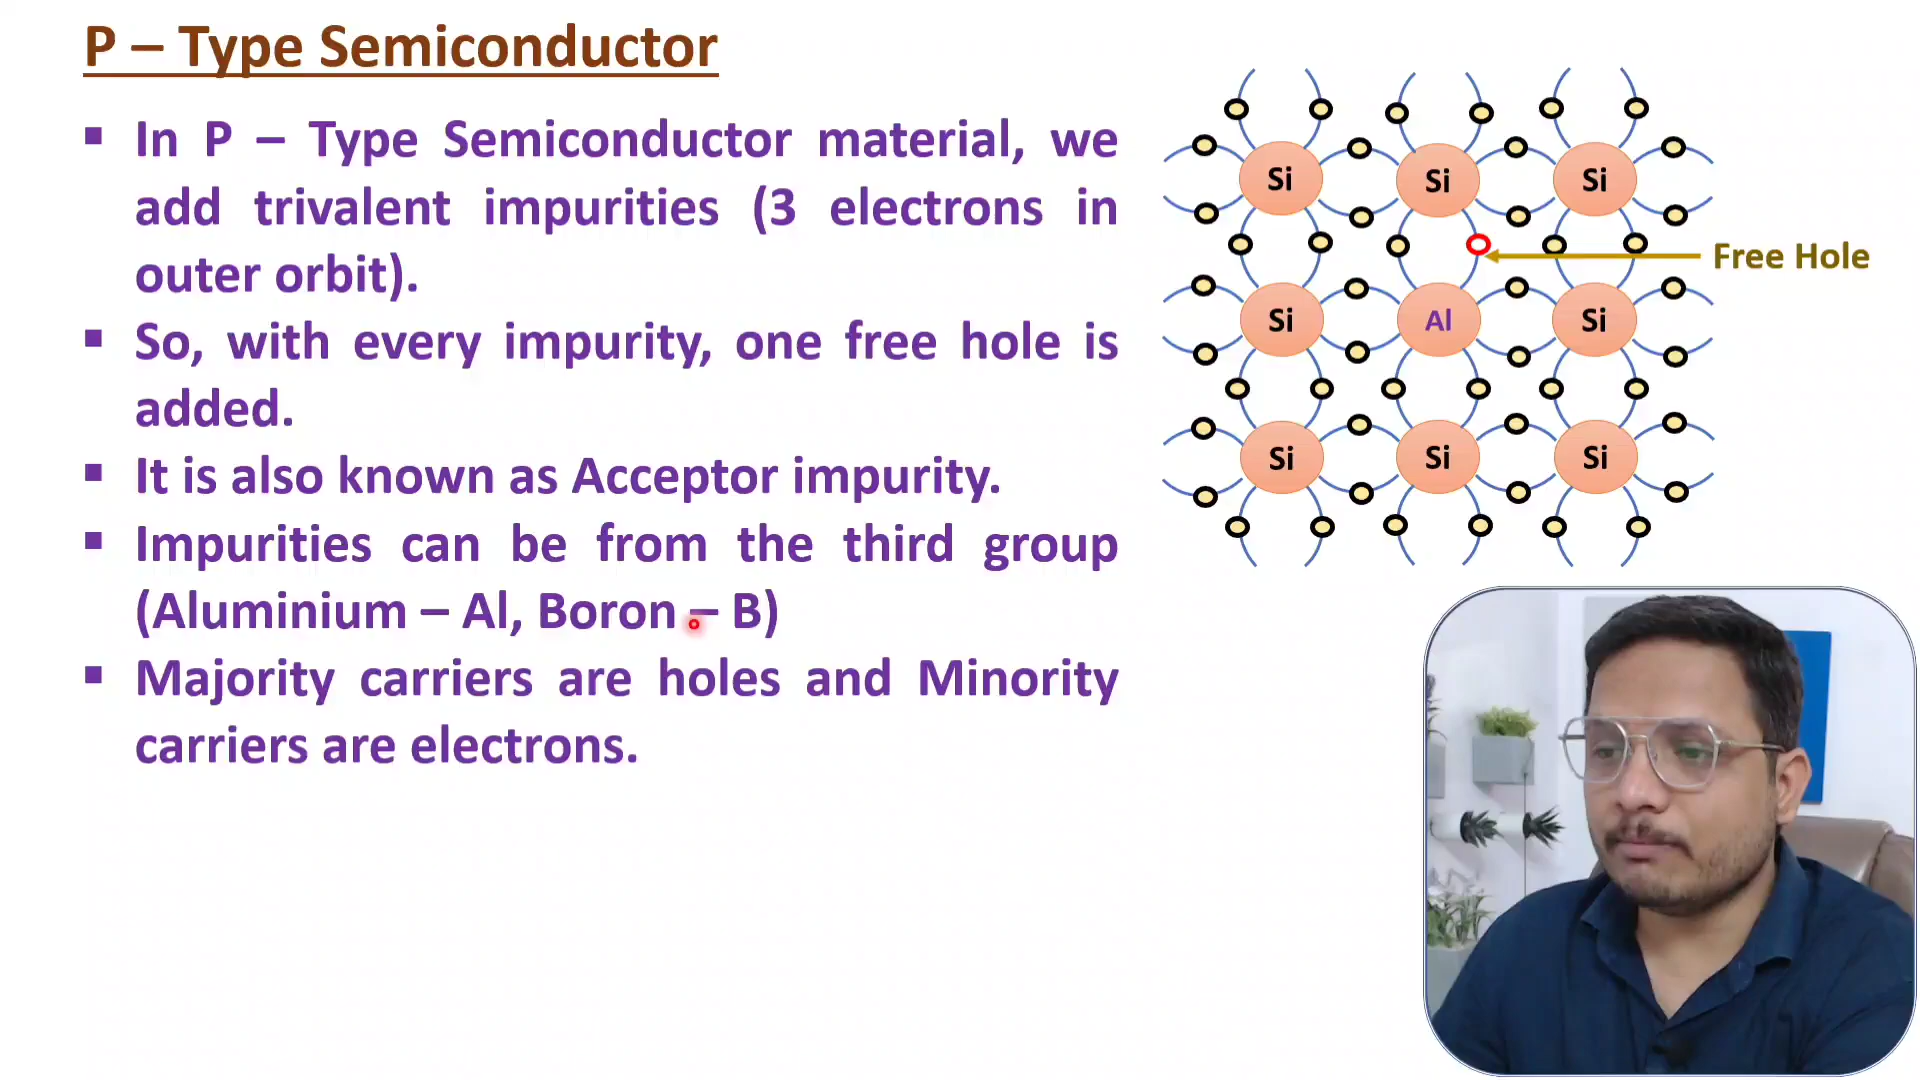 P – Type Semiconductor
▪ In P – Type Semiconductor material, we
add trivalent impurities (3 electrons in
outer orbit).
▪ So, with every impurity, one free hole is
added.
▪ It is also known as Acceptor impurity.
▪ Impurities can be from the third group
(Aluminium – Al, Boron – B)
▪ Majority carriers are holes and Minority
carriers are electrons.
Si Si Si
Free Hole
Si Al Si
Si Si Si